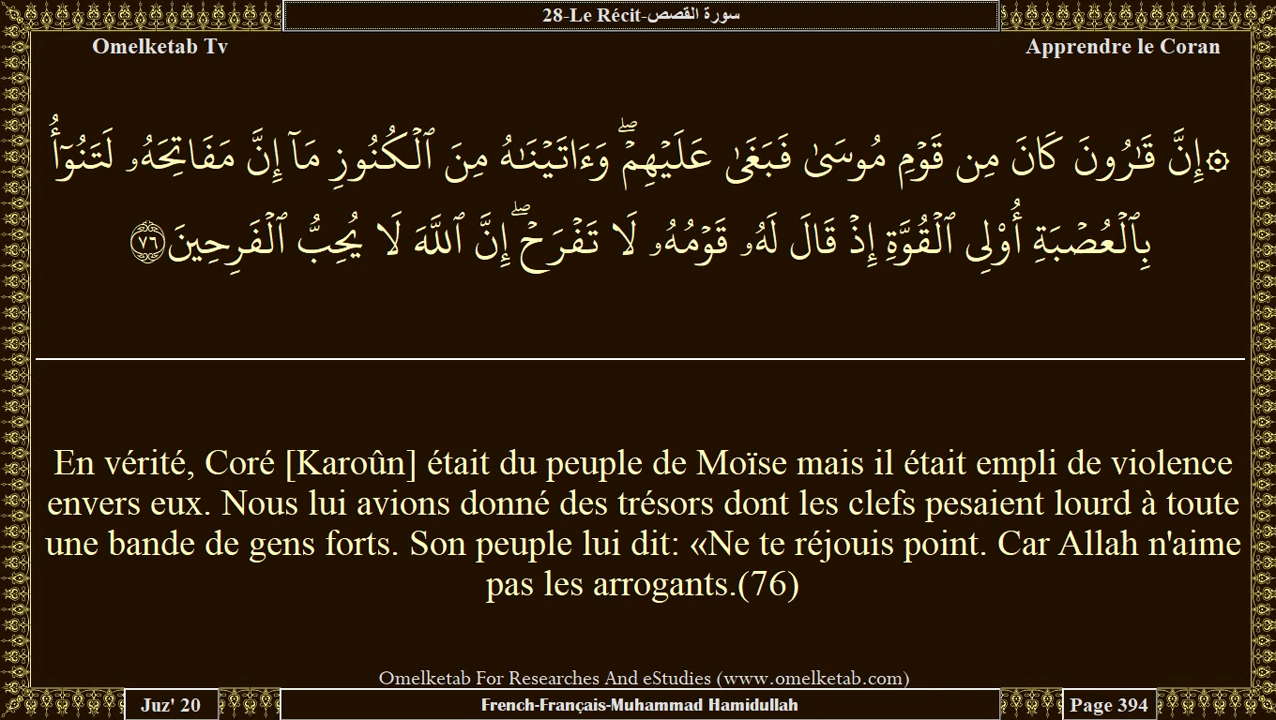 28-Le Récit-سورة القصص
Omelketab Tv
Apprendre le Coran
۞إِنَّ قَٰرُونَ كَانَ مِن قَوۡمِ مُوسَىٰ فَبَغَىٰ عَلَيۡهِمۡۖ وَءَاتَيۡنَٰهُ مِنَ ٱلۡكُنُوزِ مَآ إِنَّ مَفَاتِحَهُۥ لَتَنُوٓأُ
بِٱلۡعُصۡبَةِ أُوْلِي ٱلۡقُوَّةِ إِذۡ قَالَ لَهُۥ قَوۡمُهُۥ لَا تَفۡرَحۡۖ إِنَّ ٱللَّهَ لَا يُحِبُّ ٱلۡفَرِحِينَ ٧٦
En vérité, Coré [Karoûn] était du peuple de Moïse mais il était empli de violence
envers eux. Nous lui avions donné des trésors dont les clefs pesaient lourd à toute
une bande de gens forts. Son peuple lui dit: «Ne te réjouis point. Car Allah n'aime
pas les arrogants.(76)
Omelketab For Researches And eStudies (www.omelketab.com)
Juz' 20
French-Français-Muhammad Hamidullah
Page 394